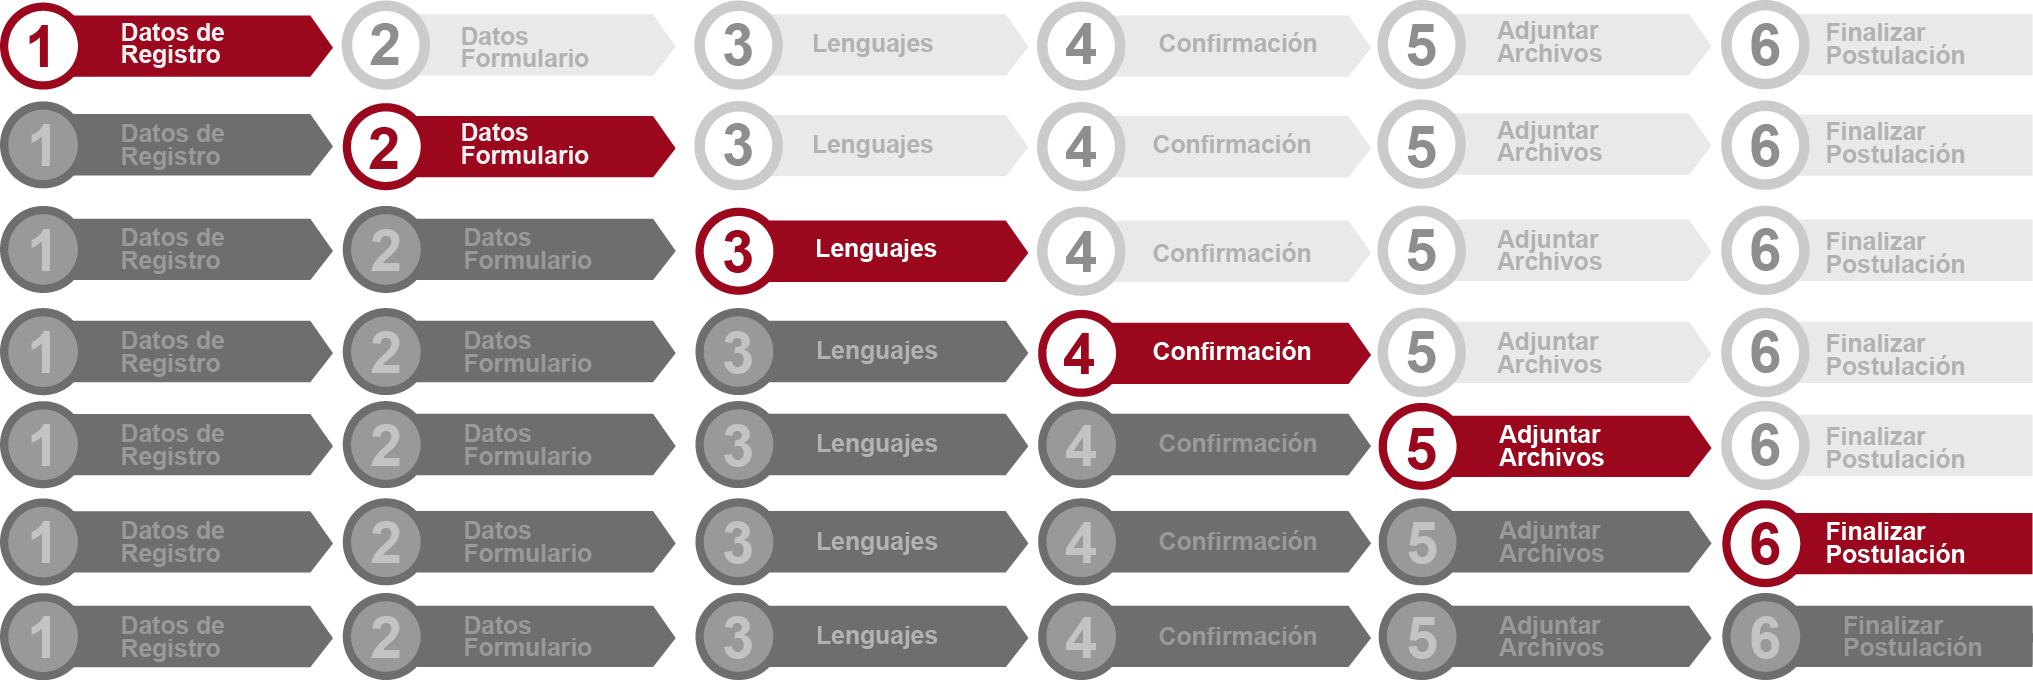 1 Datos de Registro 2 Datos Formulario 3 Lenguajes 4 Confirmación 5 Adjuntar Archivos 6 Finalizar Postulación
1 Datos de Registro 2 Datos Formulario 3 Lenguajes 4 Confirmación 5 Adjuntar Archivos 6 Finalizar Postulación
1 Datos de Registro 2 Datos Formulario 3 Lenguajes 4 Confirmación 5 Adjuntar Archivos 6 Finalizar Postulación
1 Datos de Registro 2 Datos Formulario 3 Lenguajes 4 Confirmación 5 Adjuntar Archivos 6 Finalizar Postulación
1 Datos de Registro 2 Datos Formulario 3 Lenguajes 4 Confirmación 5 Adjuntar Archivos 6 Finalizar Postulación
1 Datos de Registro 2 Datos Formulario 3 Lenguajes 4 Confirmación 5 Adjuntar Archivos 6 Finalizar Postulación
1 Datos de Registro 2 Datos Formulario 3 Lenguajes 4 Confirmación 5 Adjuntar Archivos 6 Finalizar Postulación